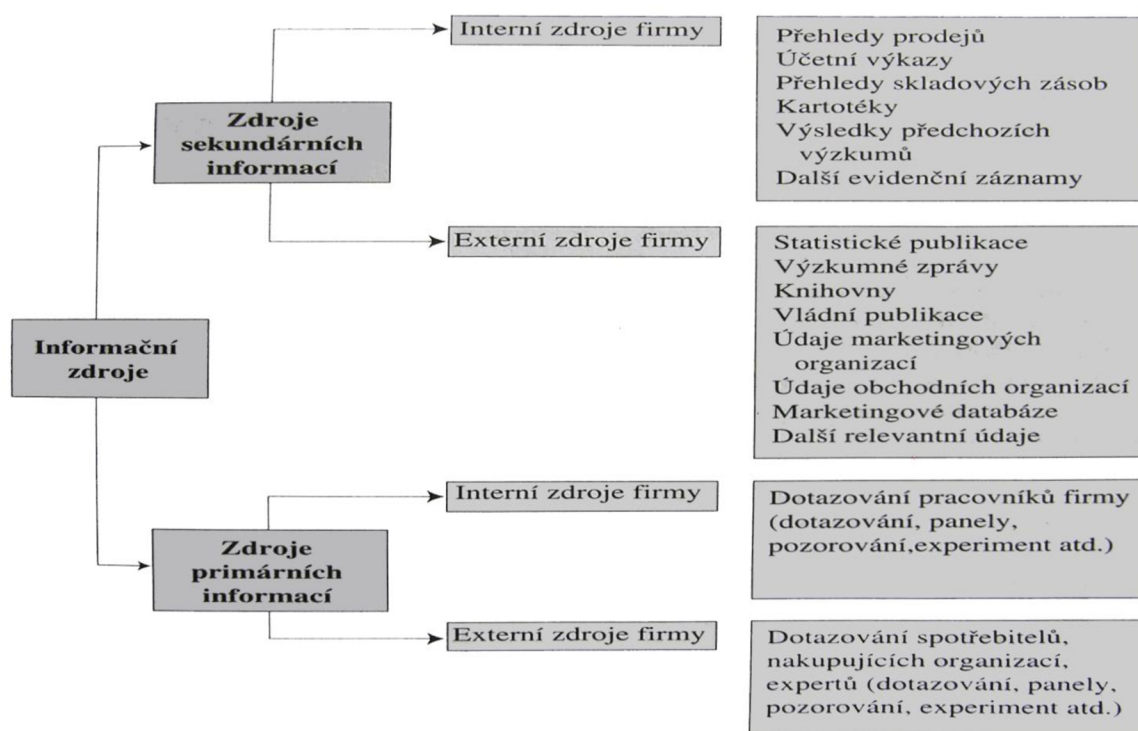 Interní zdroje firmy
Přehledy prodejů
Účetní výkazy
Přehledy skladových zásob
Kartotéky
Výsledky předchozích
výzkumů
Další evidenční záznamy
Zdroje
sekundárních
informací
Externí zdroje firmy
Statistické publikace
Výzkumné zprávy
Knihovny
Vládní publikace
Údaje marketingových
organizací
Údaje obchodních organizací
Marketingové databáze
Další relevantní údaje
Informační
zdroje
Interní zdroje firmy
Dotazování pracovníků firmy
(dotazování, panely,
pozorování,experiment atd.)
Zdroje
primárních
informací
Externí zdroje firmy
Dotazování spotřebitelů,
nakupujících organizací,
expertů (dotazování, panely,
pozorování, experiment atd.)